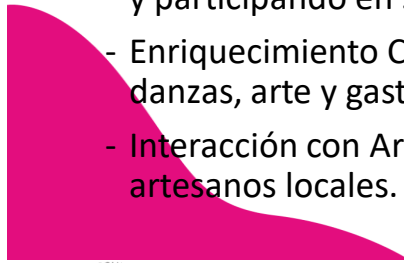 y participando en
- Enriquecimiento C
danzas, arte y gast
- Interacción con Ar
artesanos locales.